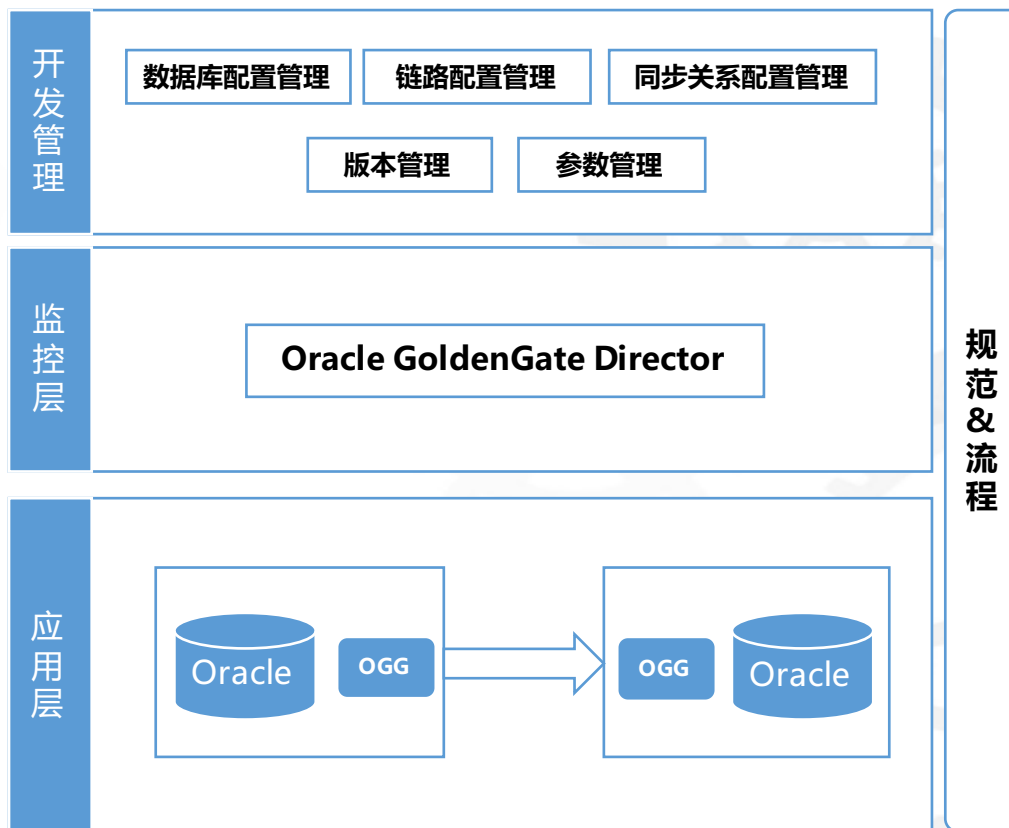 开发管理
数据库配置管理
链路配置管理
同步关系配置管理
版本管理
参数管理
监控层
Oracle GoldenGate Director
应用层
Oracle
OGG
OGG
Oracle
规范&流程